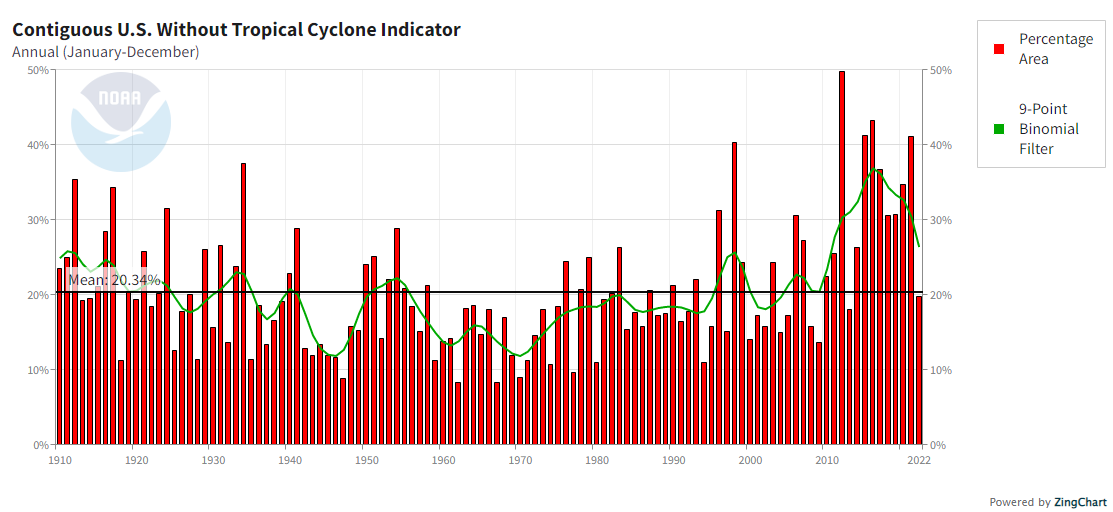 Contiguous U.S. Without Tropical Cyclone Indicator
Annual (January-December)
Percentage
Area
9-Point
Binomial
Filter
NOAA
50% 50%
40% 40%
30% 30%
Mean: 20.34%
20% 20%
10% 10%
0% 0%
1910 1920 1930 1940 1950 1960 1970 1980 1990 2000 2010 2022
Powered by ZingChart